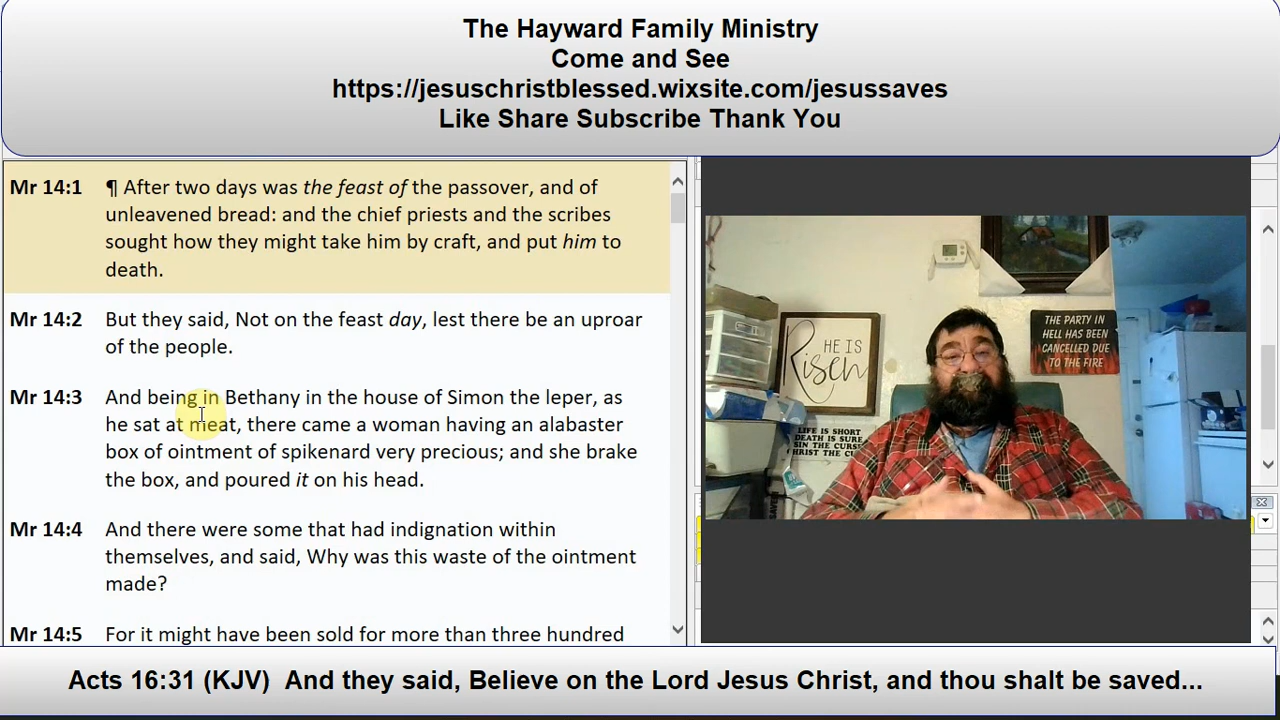 The Hayward Family Ministry
Come and See
https://jesuschristblessed.wixsite.com/jesussaves
Like Share Subscribe Thank You
Mr 14:1 ¶ After two days was the feast of the passover, and of
unleavened bread: and the chief priests and the scribes
sought how they might take him by craft, and put him to
death.
Mr 14:2 But they said, Not on the feast day, lest there be an uproar
of the people.
Mr 14:3 And being in Bethany in the house of Simon the leper, as
he sat at meat, there came a woman having an alabaster
box of ointment of spikenard very precious; and she brake
the box, and poured it on his head.
Mr 14:4 And there were some that had indignation within
themselves, and said, Why was this waste of the ointment
made?
Mr 14:5 For it might have been sold for more than three hundred
HE IS
Risen
THE PARTY IN
HELL HAS BEEN
CANCELLED DUE
TO THE FIRE
LIFE IS SHORT
DEATH IS SURE
SIN THE CURSE
CHRIST THE
Acts 16:31 (KJV) And they said, Believe on the Lord Jesus Christ, and thou shalt be saved...